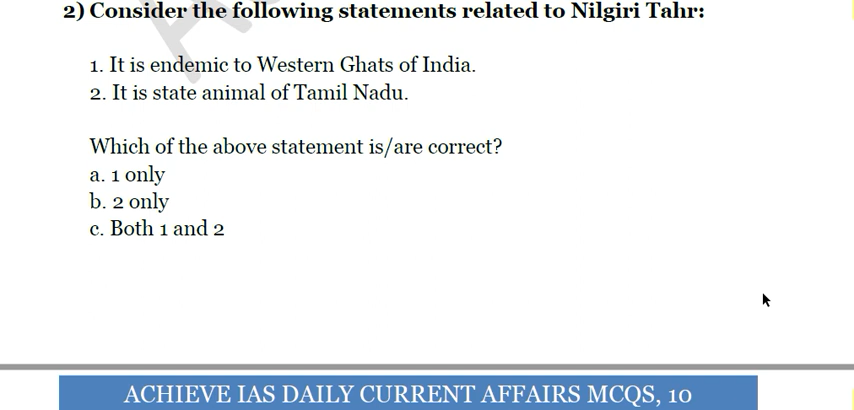 2) Consider the following statements related to Nilgiri Tahr:
1. It is endemic to Western Ghats of India.
2. It is state animal of Tamil Nadu.
Which of the above statement is/are correct?
a. 1 only
b. 2 only
c. Both 1 and 2
ACHIEVE IAS DAILY CURRENT AFFAIRS MCQS, 10